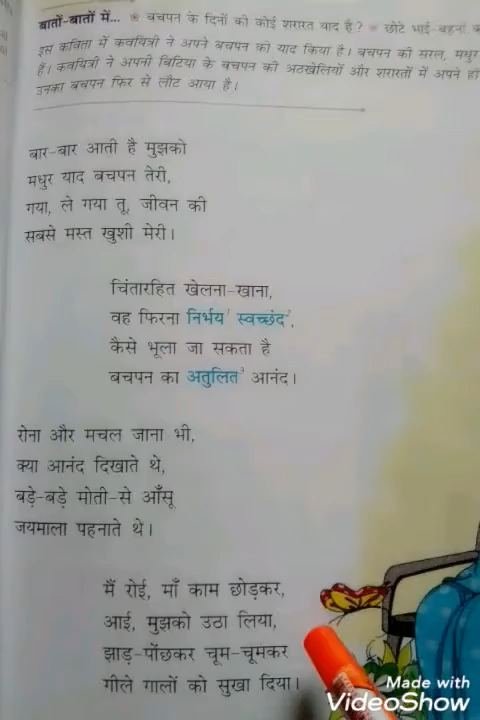 बातों-बातों में... * बचपन के दिनों की कोई शरारत याद है? * छोटे भाई-बहनों
इस कविता में कवयित्री ने अपने बचपन को याद किया है। बचपन की सरल, मधुर
हैं। कवयित्री ने अपनी बिटिया के बचपन की अठखेलियों और शरारतों में अपने
उनका बचपन फिर से लौट आया है।
बार-बार आती है मुझको
मधुर याद बचपन तेरी,
गया, ले गया तू, जीवन की
सबसे मस्त खुशी मेरी।
चिंतारहित खेलना-खाना,
वह फिरना निर्भय¹ स्वच्छंद²,
कैसे भूला जा सकता है
बचपन का अतुलित³ आनंद।
रोना और मचल जाना भी,
क्या आनंद दिखाते थे,
बड़े-बड़े मोती-से आँसू
जयमाला पहनाते थे।
मैं रोई, माँ काम छोड़कर,
आई, मुझको उठा लिया,
झाड़-पोंछकर चूम-चूमकर
गीले गालों को सुखा दिया।
Made with
VideoShow